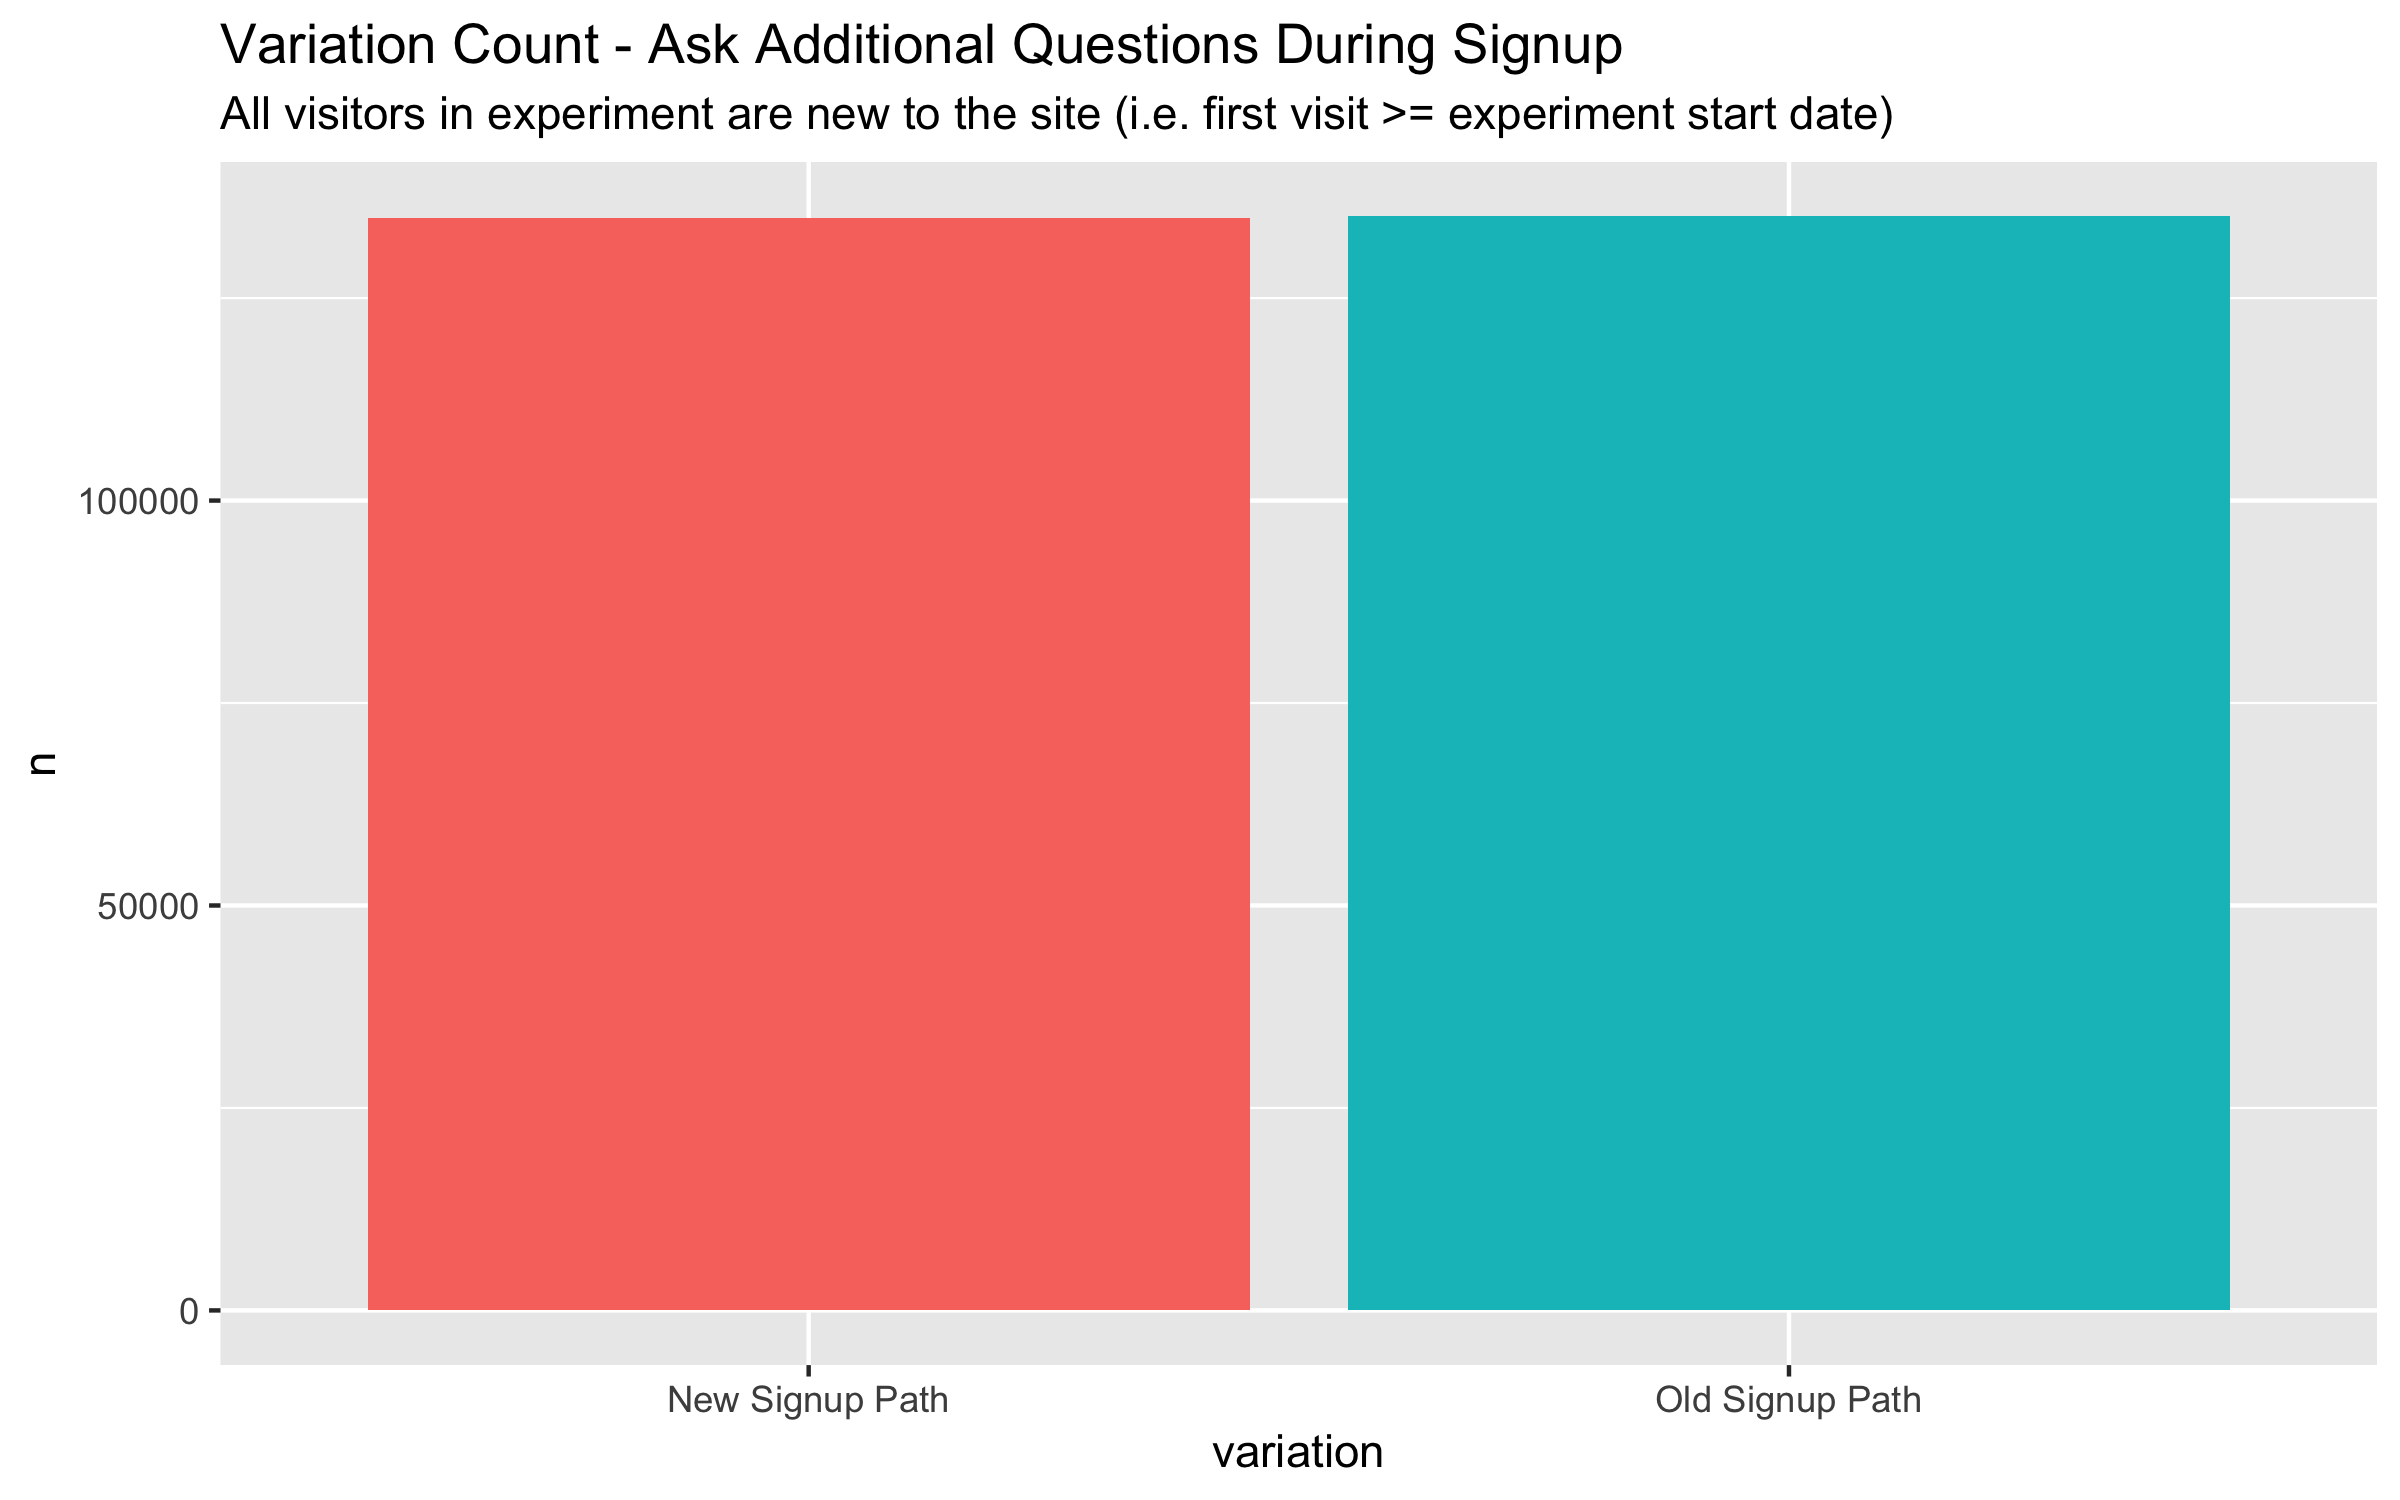 Variation Count - Ask Additional Questions During Signup
All visitors in experiment are new to the site (i.e. first visit >= experiment start date)
100000
50000
0
n
New Signup Path
Old Signup Path
variation